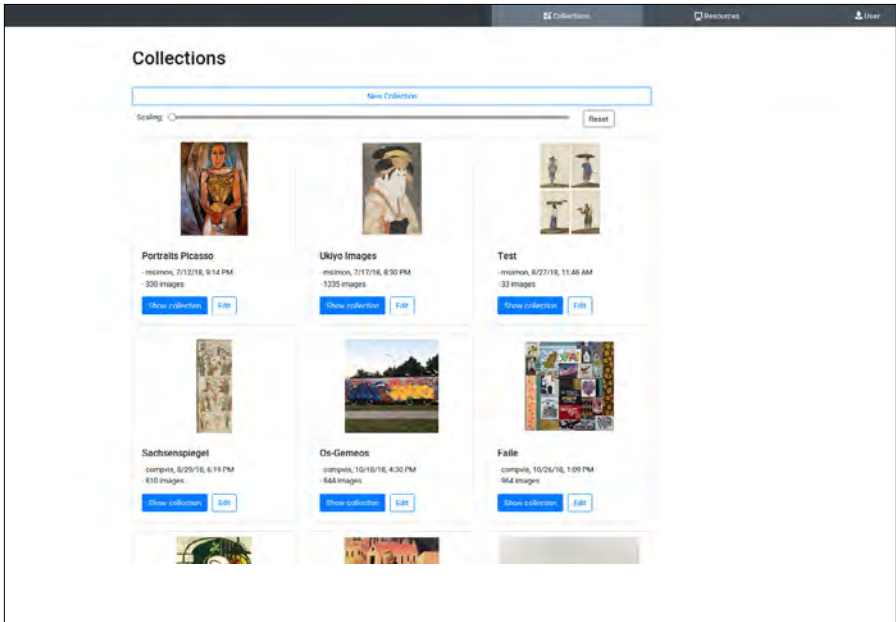 Collections
Resources
User
Collections
New Collection
Scaling:
Reset
Portraits Picasso
- msimon, 7/12/18, 9:14 PM
- 330 images
Show collection
Edit
Ukiyo Images
- msimon, 7/17/18, 8:50 PM
- 1335 images
Show collection
Edit
Test
- msimon, 8/27/18, 11:46 AM
- 33 images
Show collection
Edit
Sachsenspiegel
- compvis, 8/29/18, 6:19 PM
- 810 images
Show collection
Edit
Os-Gemeos
- compvis, 10/18/18, 4:30 PM
- 844 images
Show collection
Edit
Faile
- compvis, 10/26/18, 1:09 PM
- 964 images
Show collection
Edit